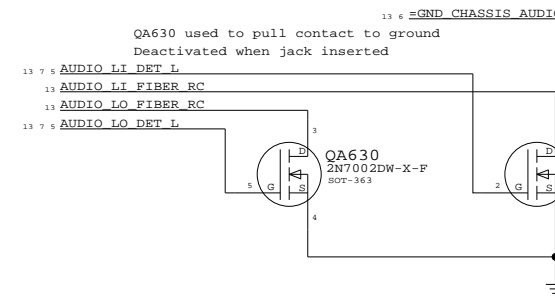 13 6 =GND_CHASSIS_AUDIO
QA630 used to pull contact to ground
Deactivated when jack inserted
13 7 5 AUDIO_LI_DET_L
13 AUDIO_LI_FIBER_RC
13 AUDIO_LO_FIBER_RC
13 7 5 AUDIO_LO_DET_L
3
D
QA630
2N7002DW-X-F
SOT-363
5 G S
4
D
2 G S